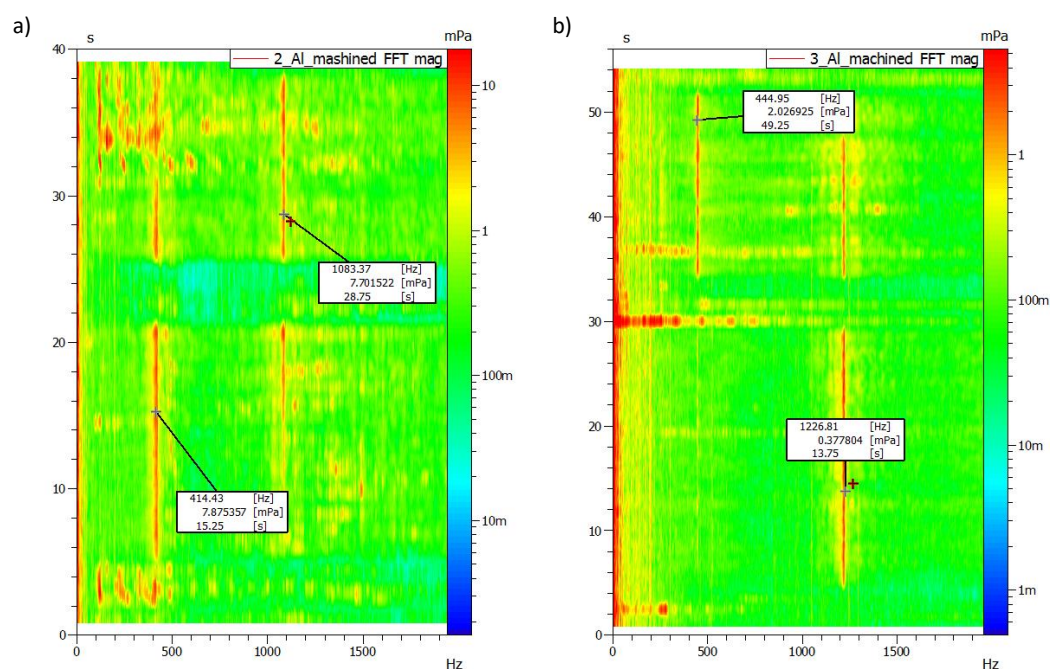 a)
s
2_Al_mashined FFT mag
mPa
40
30
20
10
0
0
500
1000
1500
Hz
10
1
100m
10m
1083.37 [Hz]
7.701522 [mPa]
28.75 [s]
414.43 [Hz]
7.875357 [mPa]
15.25 [s]
b)
s
3_Al_machined FFT mag
mPa
50
40
30
20
10
0
0
500
1000
1500
Hz
1
100m
10m
1m
444.95 [Hz]
2.026925 [mPa]
49.25 [s]
1226.81 [Hz]
0.377804 [mPa]
13.75 [s]